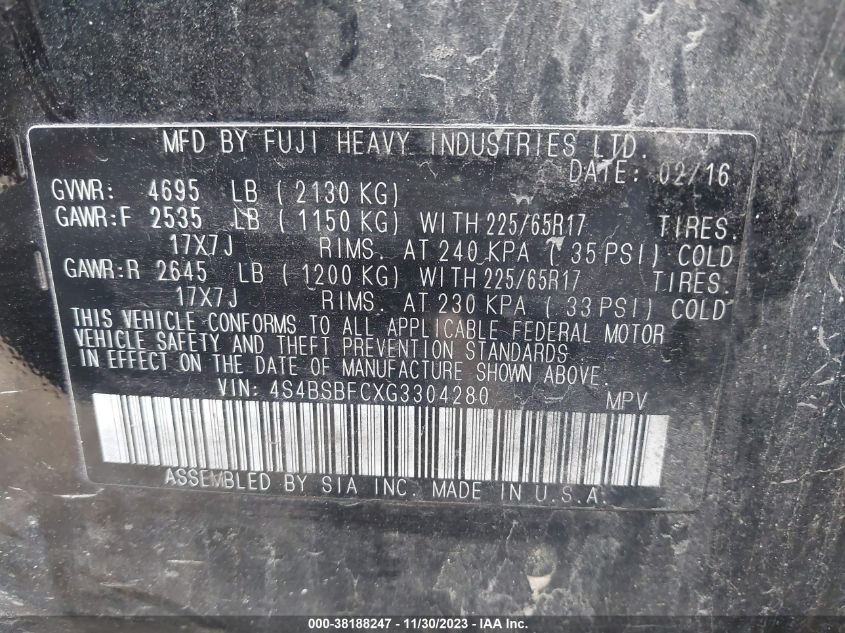 MFD BY FUJI HEAVY INDUSTRIES LTD.
DATE: 02/16
GVWR: 4695 LB ( 2130 KG)
GAWR:F 2535 LB ( 1150 KG) WITH 225/65R17 TIRES.
17X7J RIMS. AT 240 KPA ( 35 PSI) COLD
GAWR:R 2645 LB ( 1200 KG) WITH 225/65R17 TIRES.
17X7J RIMS. AT 230 KPA ( 33 PSI) COLD
THIS VEHICLE CONFORMS TO ALL APPLICABLE FEDERAL MOTOR
VEHICLE SAFETY AND THEFT PREVENTION STANDARDS
IN EFFECT ON THE DATE OF MANUFACTURE SHOWN ABOVE.
VIN: 4S4BSBFCXG3304280 MPV
ASSEMBLED BY SIA INC. MADE IN U.S.A.
000-38188247 - 11/30/2023 - IAA Inc.